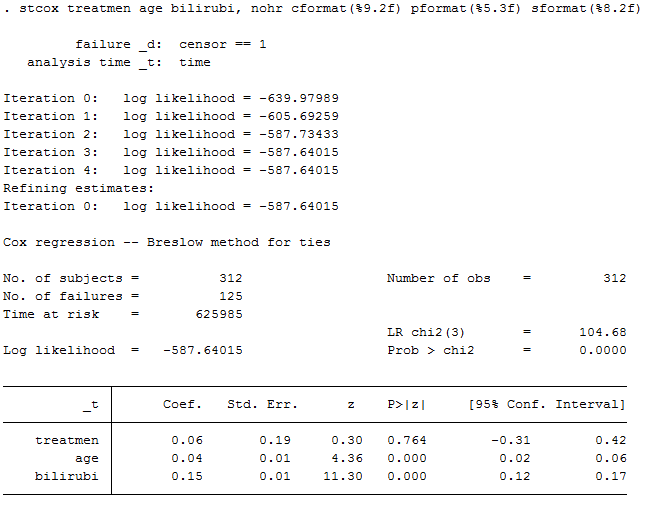 . stcox treatmen age bilirubi, nohr cformat(%9.2f) pformat(%5.3f) sformat(%8.2f)
failure _d: censor == 1
analysis time _t: time
Iteration 0: log likelihood = -639.97989
Iteration 1: log likelihood = -605.69259
Iteration 2: log likelihood = -587.73433
Iteration 3: log likelihood = -587.64015
Iteration 4: log likelihood = -587.64015
Refining estimates:
Iteration 0: log likelihood = -587.64015
Cox regression -- Breslow method for ties
No. of subjects = 312 Number of obs = 312
No. of failures = 125
Time at risk = 625985
LR chi2(3) = 104.68
Log likelihood = -587.64015 Prob > chi2 = 0.0000
_t Coef. Std. Err. z P>|z| [95% Conf. Interval]
treatmen 0.06 0.19 0.30 0.764 -0.31 0.42
age 0.04 0.01 4.36 0.000 0.02 0.06
bilirubi 0.15 0.01 11.30 0.000 0.12 0.17